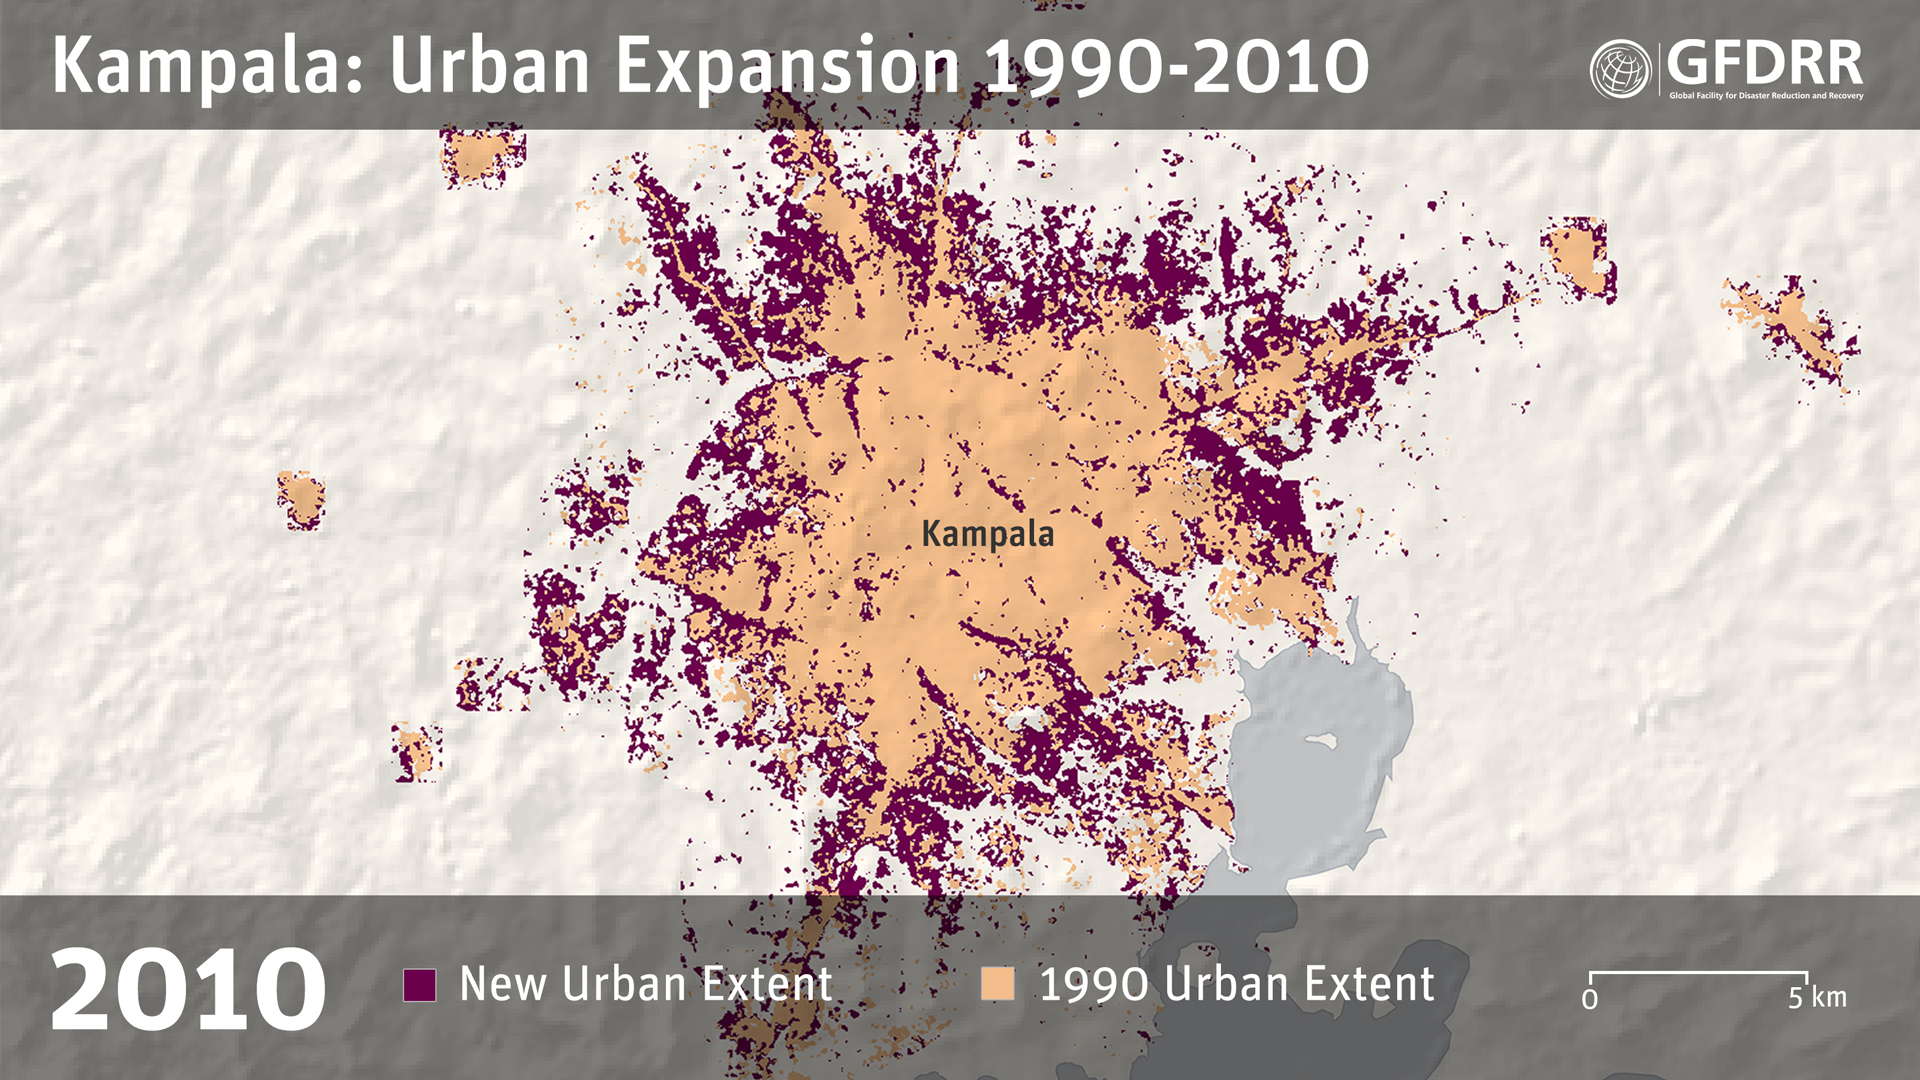 Kampala: Urban Expansion 1990-2010
GFDRR
Global Facility for Disaster Reduction and Recovery
Kampala
2010
New Urban Extent
1990 Urban Extent
0
5 km